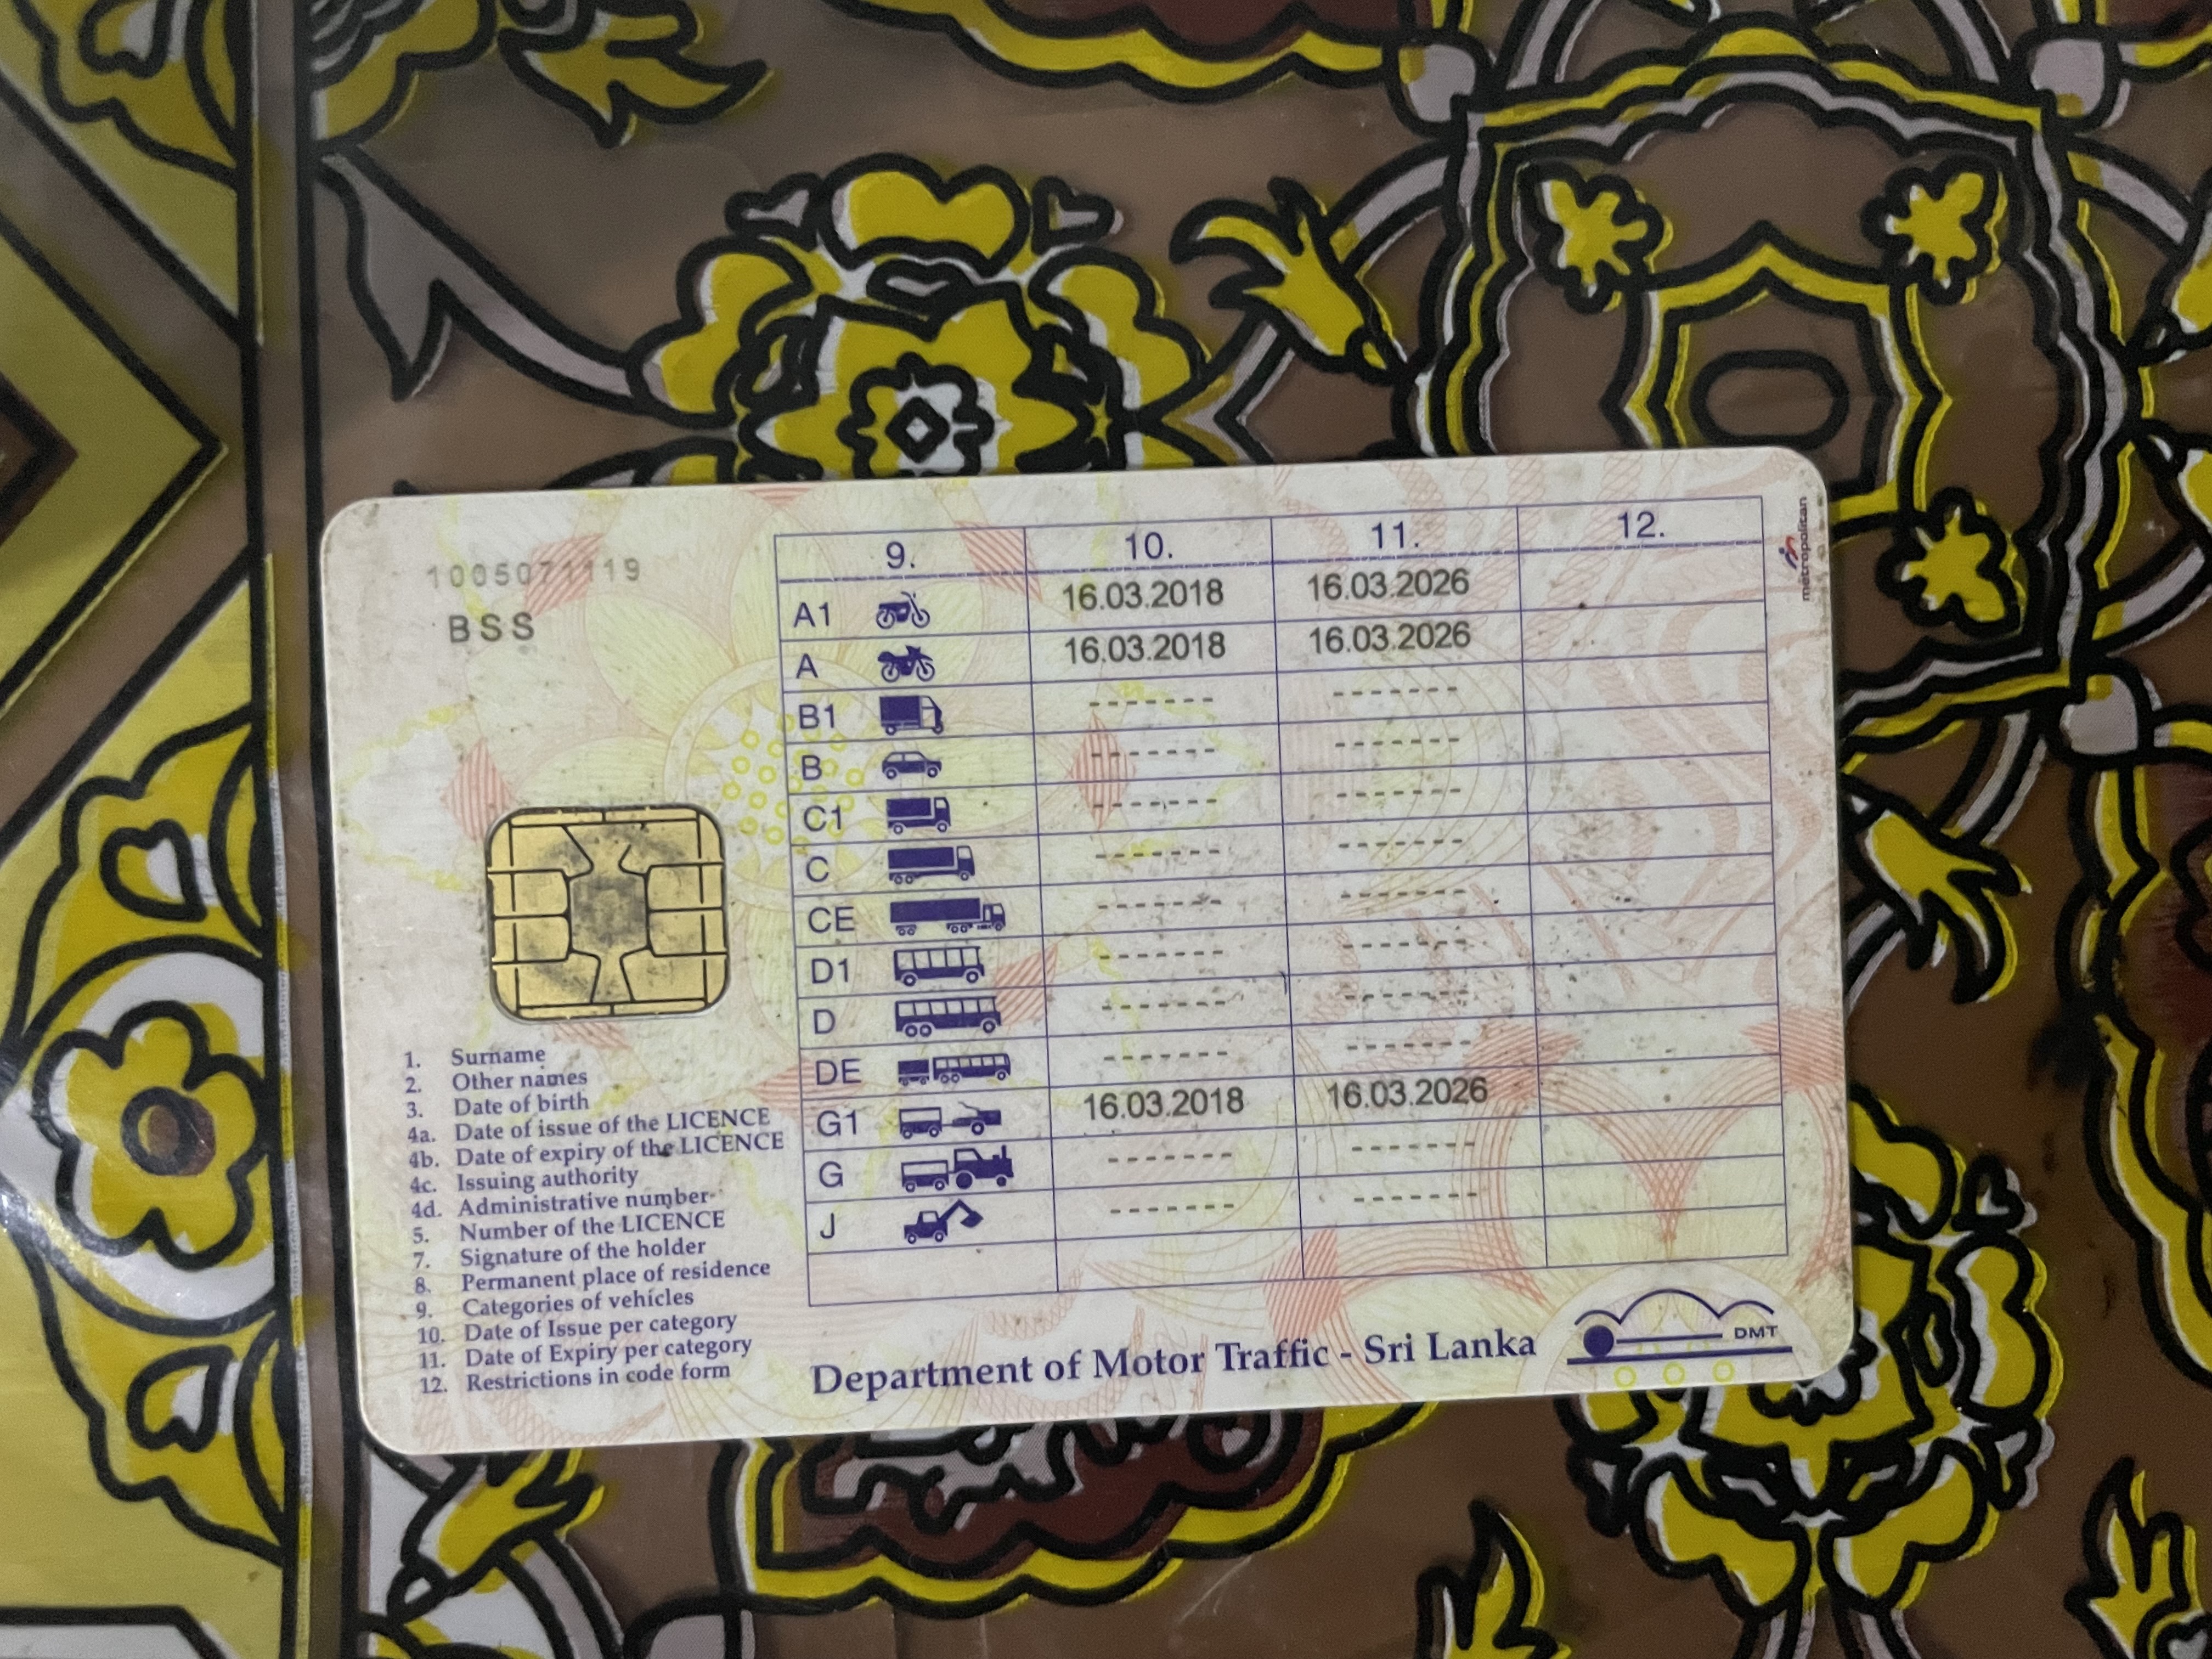 1005071119
BSS
9. 10. 11. 12.
A1 16.03.2018 16.03.2026
A 16.03.2018 16.03.2026
B1 ------- -------
B ------- -------
C1 ------- -------
C ------- -------
CE ------- -------
D1 ------- -------
D ------- -------
DE ------- -------
G1 16.03.2018 16.03.2026
G ------- -------
J ------- -------
metropolitan
1. Surname
2. Other names
3. Date of birth
4a. Date of issue of the LICENCE
4b. Date of expiry of the LICENCE
4c. Issuing authority
4d. Administrative number
5. Number of the LICENCE
7. Signature of the holder
8. Permanent place of residence
9. Categories of vehicles
10. Date of Issue per category
11. Date of Expiry per category
12. Restrictions in code form
Department of Motor Traffic - Sri Lanka
DMT